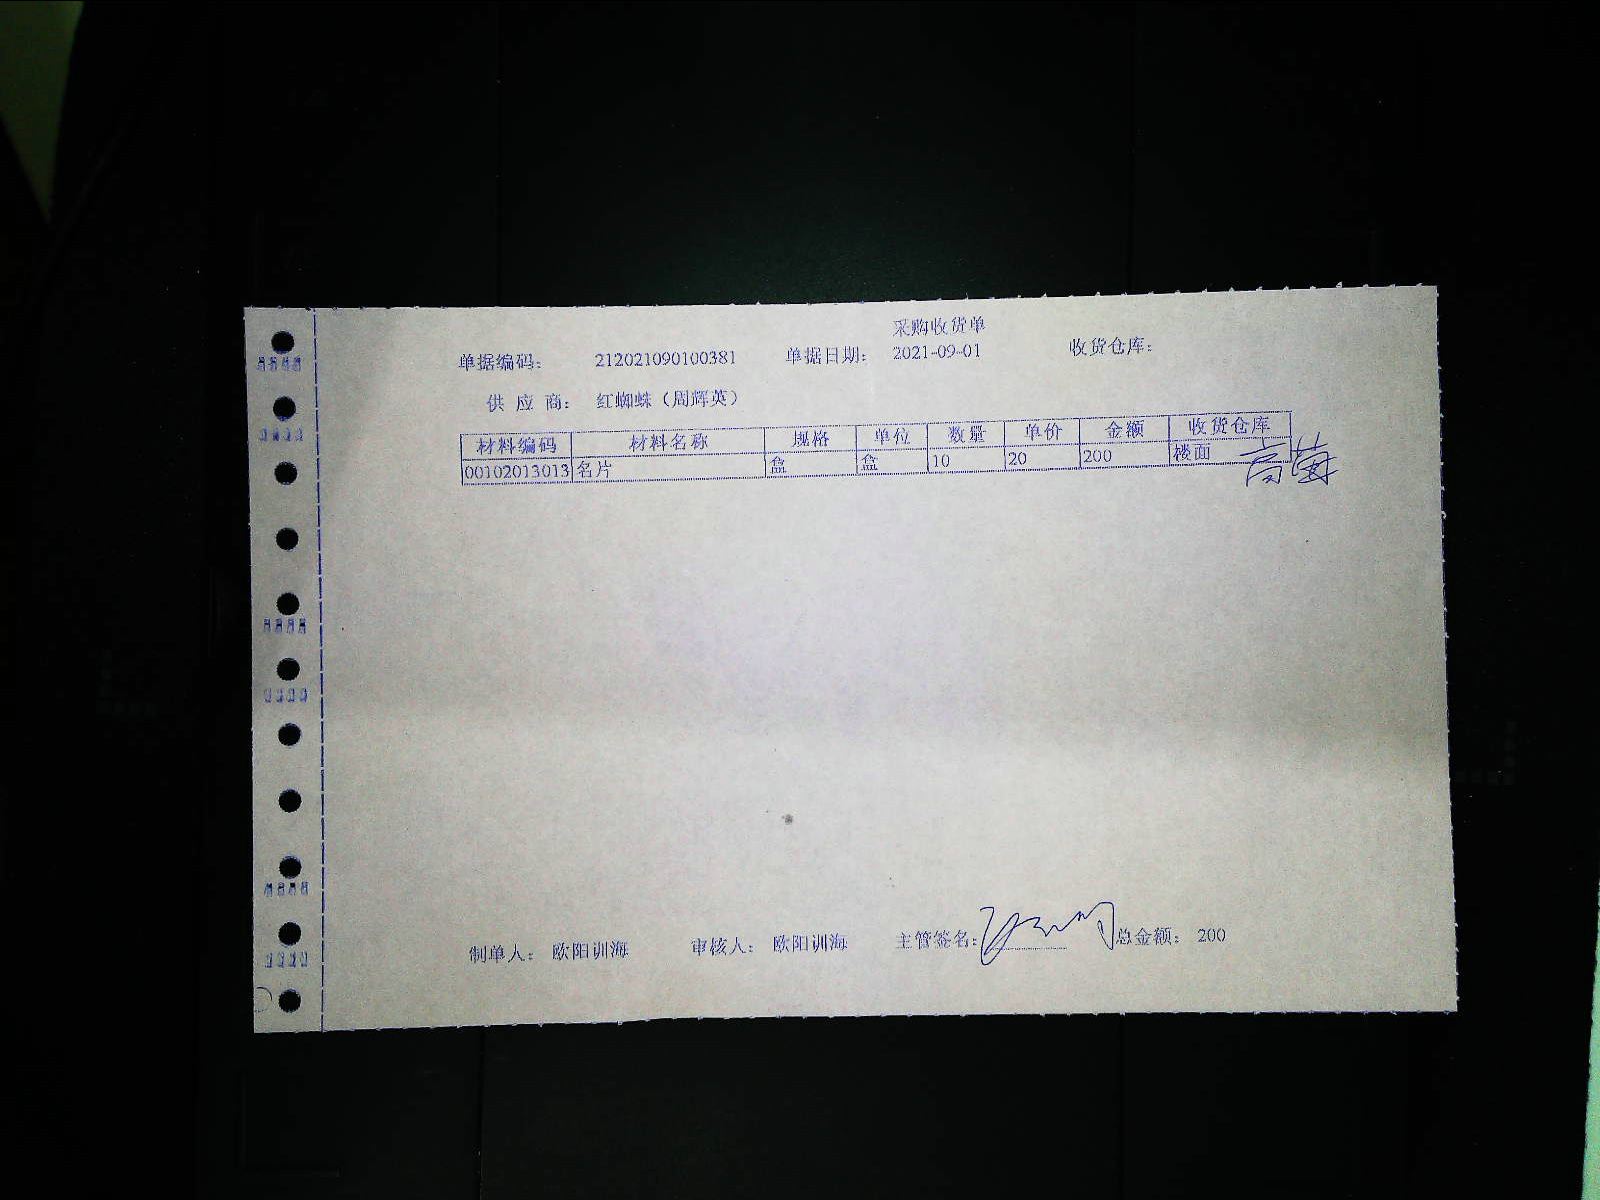 采购收货单
单据编码： 212021090100381 单据日期： 2021-09-01 收货仓库：
供 应 商： 红蜘蛛（周辉英）
材料编码 材料名称 规格 单位 数量 单价 金额 收货仓库
00102013013 名片 盒 盒 10 20 200 楼面
制单人： 欧阳训海 审核人： 欧阳训海 主管签名： 总金额： 200